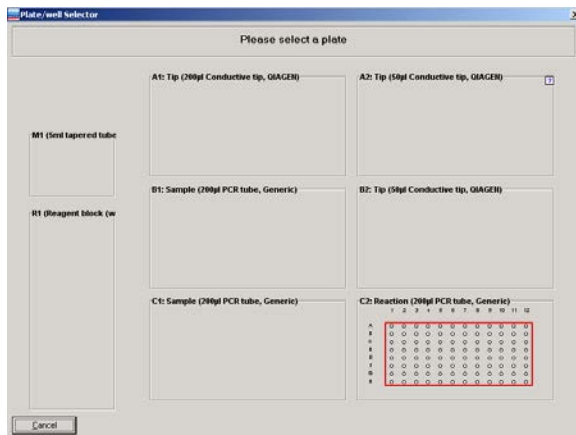 Plate/well Selector
Please select a plate
A1: Tip (200µl Conductive tip, QIAGEN)
A2: Tip (50µl Conductive tip, QIAGEN)
?
M1 (5ml tapered tube
B1: Sample (200µl PCR tube, Generic)
B2: Tip (50µl Conductive tip, QIAGEN)
R1 (Reagent block (w
C1: Sample (200µl PCR tube, Generic)
C2: Reaction (200µl PCR tube, Generic)
1 2 3 4 5 6 7 8 9 10 11 12
A
Cancel